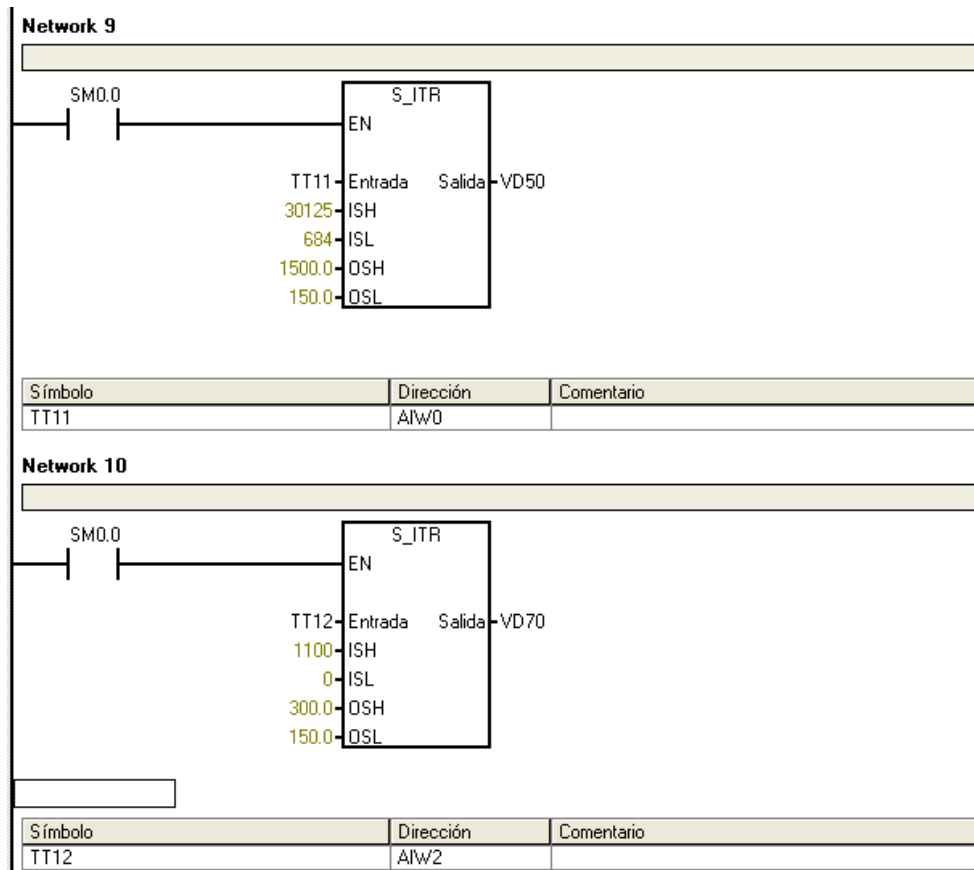 Network 9
SM0.0
S_ITR
EN
TT11 Entrada Salida VD50
30125 ISH
684 ISL
1500.0 OSH
150.0 OSL
Símbolo Dirección Comentario
TT11 AIW0
Network 10
SM0.0
S_ITR
EN
TT12 Entrada Salida VD70
1100 ISH
0 ISL
300.0 OSH
150.0 OSL
Símbolo Dirección Comentario
TT12 AIW2